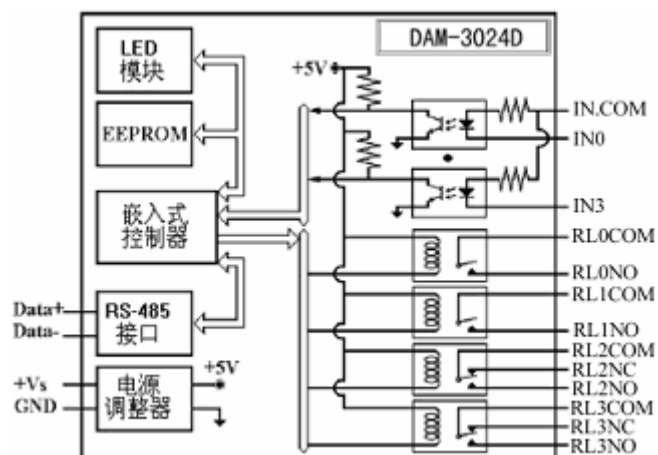 DAM-3024D
LED
模块
EEPROM
嵌入式
控制器
RS-485
接口
电源
调整器
Data+
Data-
+Vs
GND
+5V
+5V
IN.COM
IN0
IN3
RL0COM
RL0NO
RL1COM
RL1NO
RL2COM
RL2NC
RL2NO
RL3COM
RL3NC
RL3NO